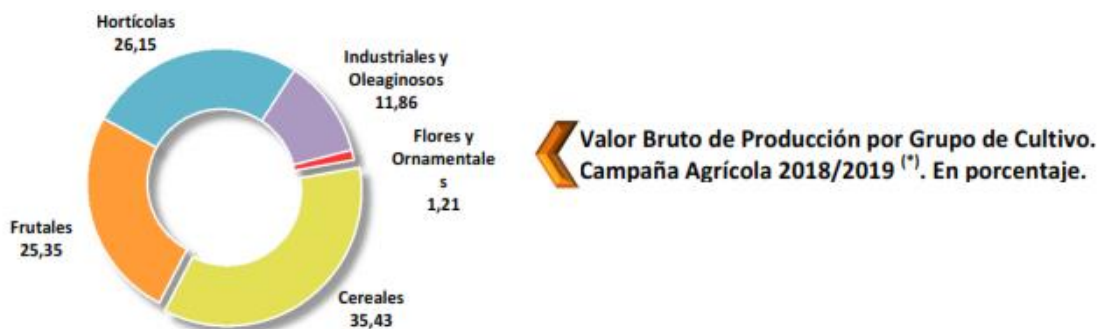 Hortícolas
26,15
Industriales y
Oleaginosos
11,86
Flores y
Ornamentale
s
1,21
Frutales
25,35
Cereales
35,43
Valor Bruto de Producción por Grupo de Cultivo.
Campaña Agrícola 2018/2019 (*). En porcentaje.